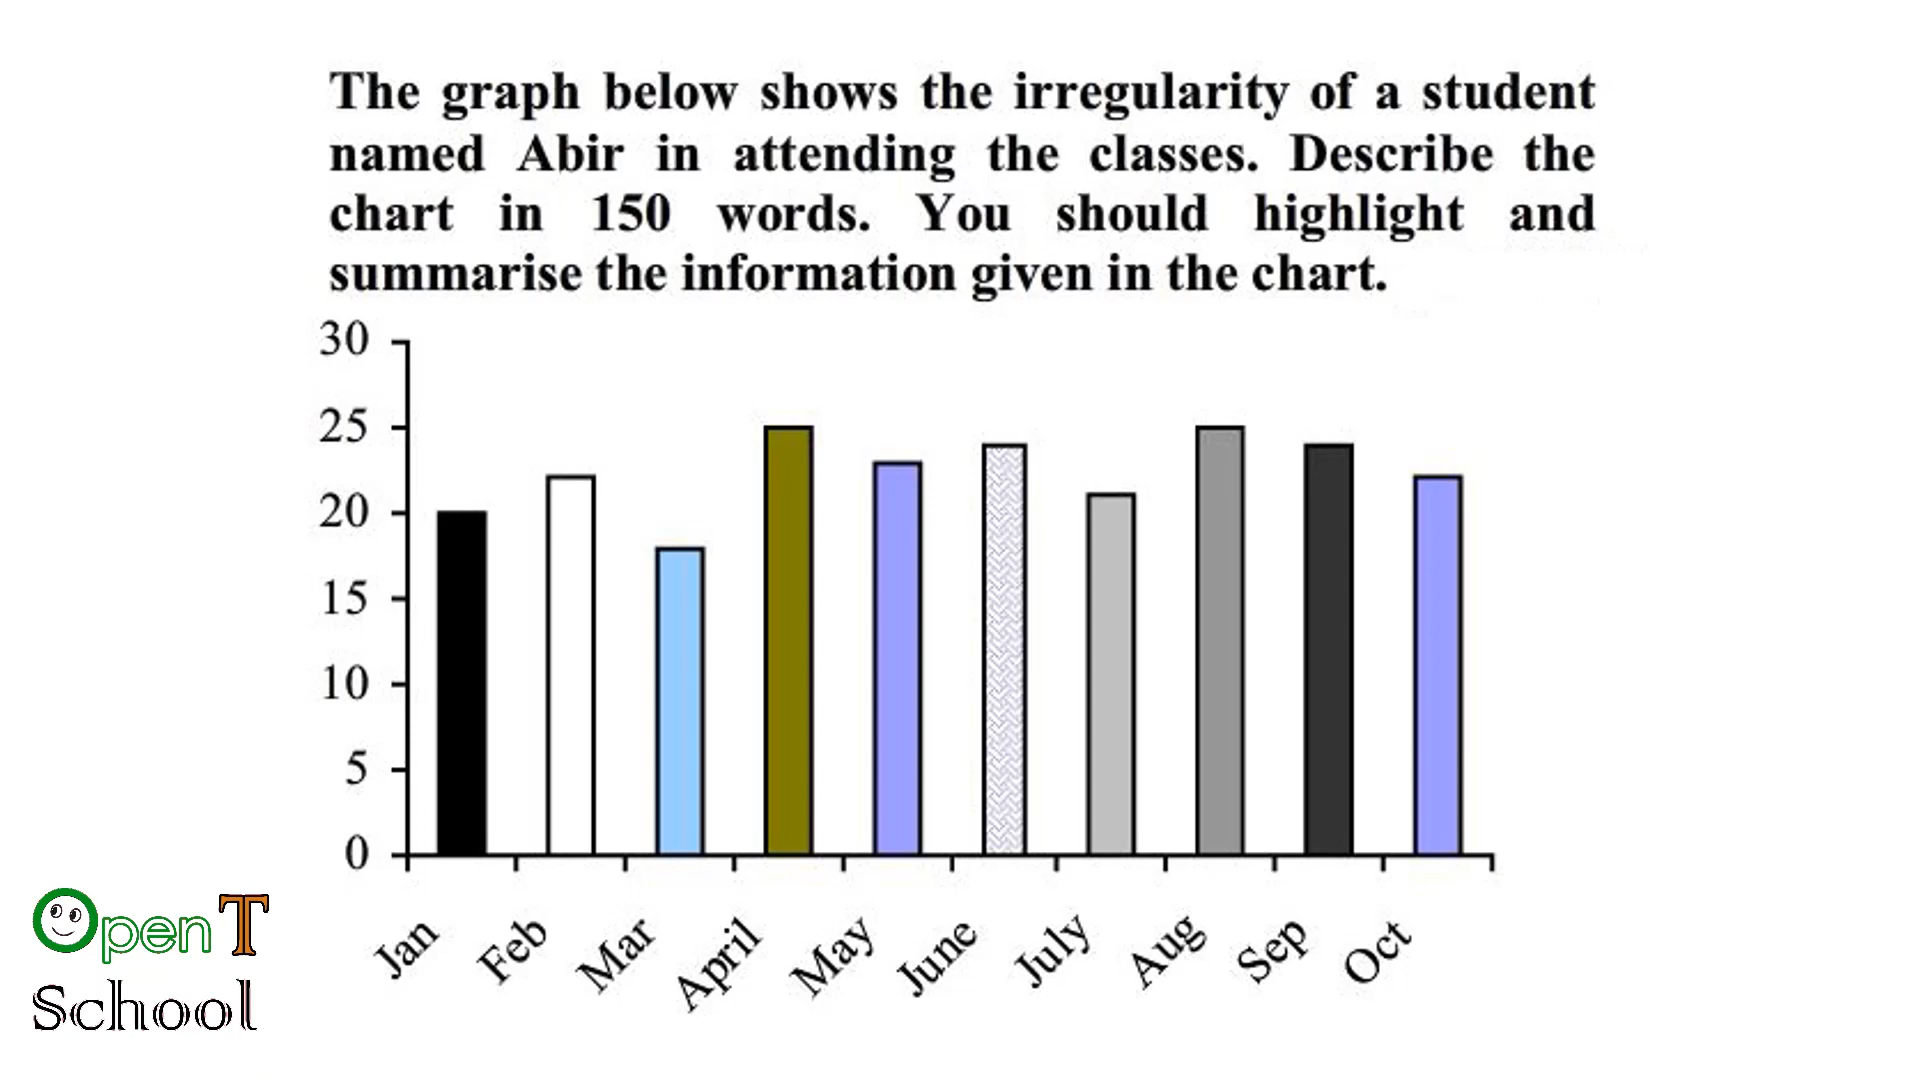 The graph below shows the irregularity of a student
named Abir in attending the classes. Describe the
chart in 150 words. You should highlight and
summarise the information given in the chart.
30
25
20
15
10
5
0
Jan Feb Mar April May June July Aug Sep Oct
Open T
School